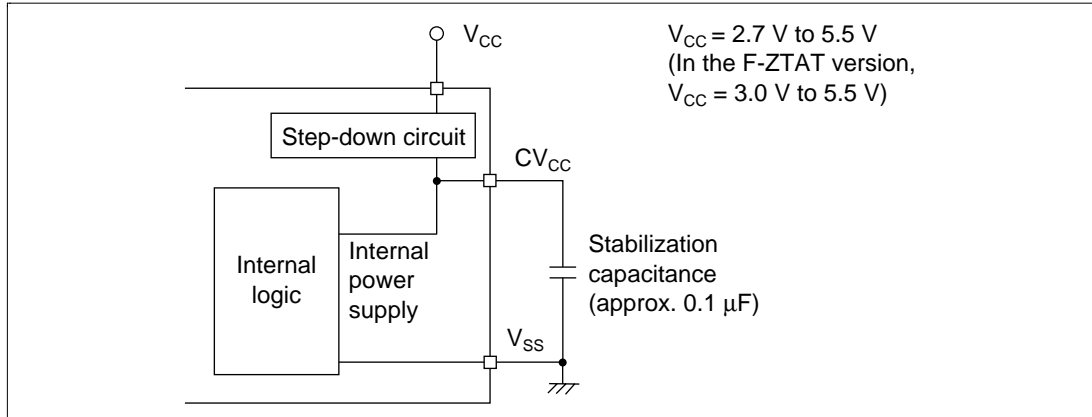 V_CC
V_CC = 2.7 V to 5.5 V
(In the F-ZTAT version,
V_CC = 3.0 V to 5.5 V)
Step-down circuit
CV_CC
Internal
logic
Internal
power
supply
Stabilization
capacitance
(approx. 0.1 μF)
V_SS